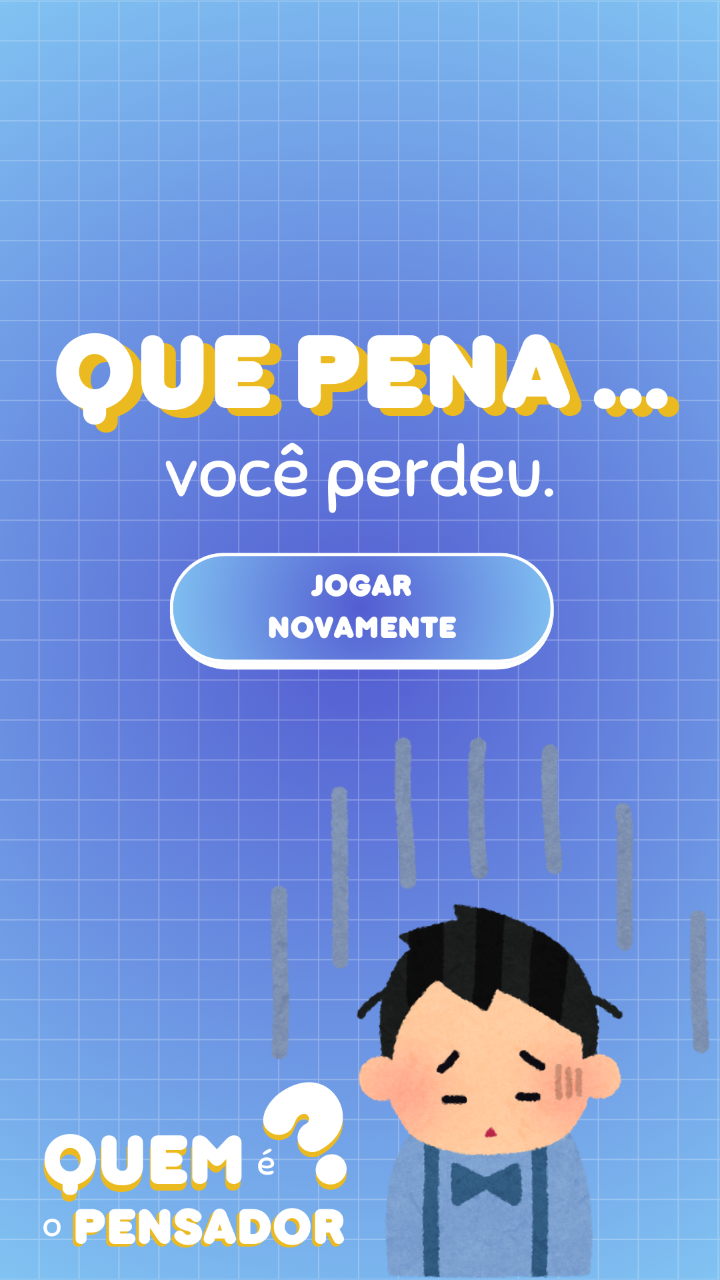 QUE PENA ...
você perdeu.
JOGAR
NOVAMENTE
QUEM é ?
o PENSADOR